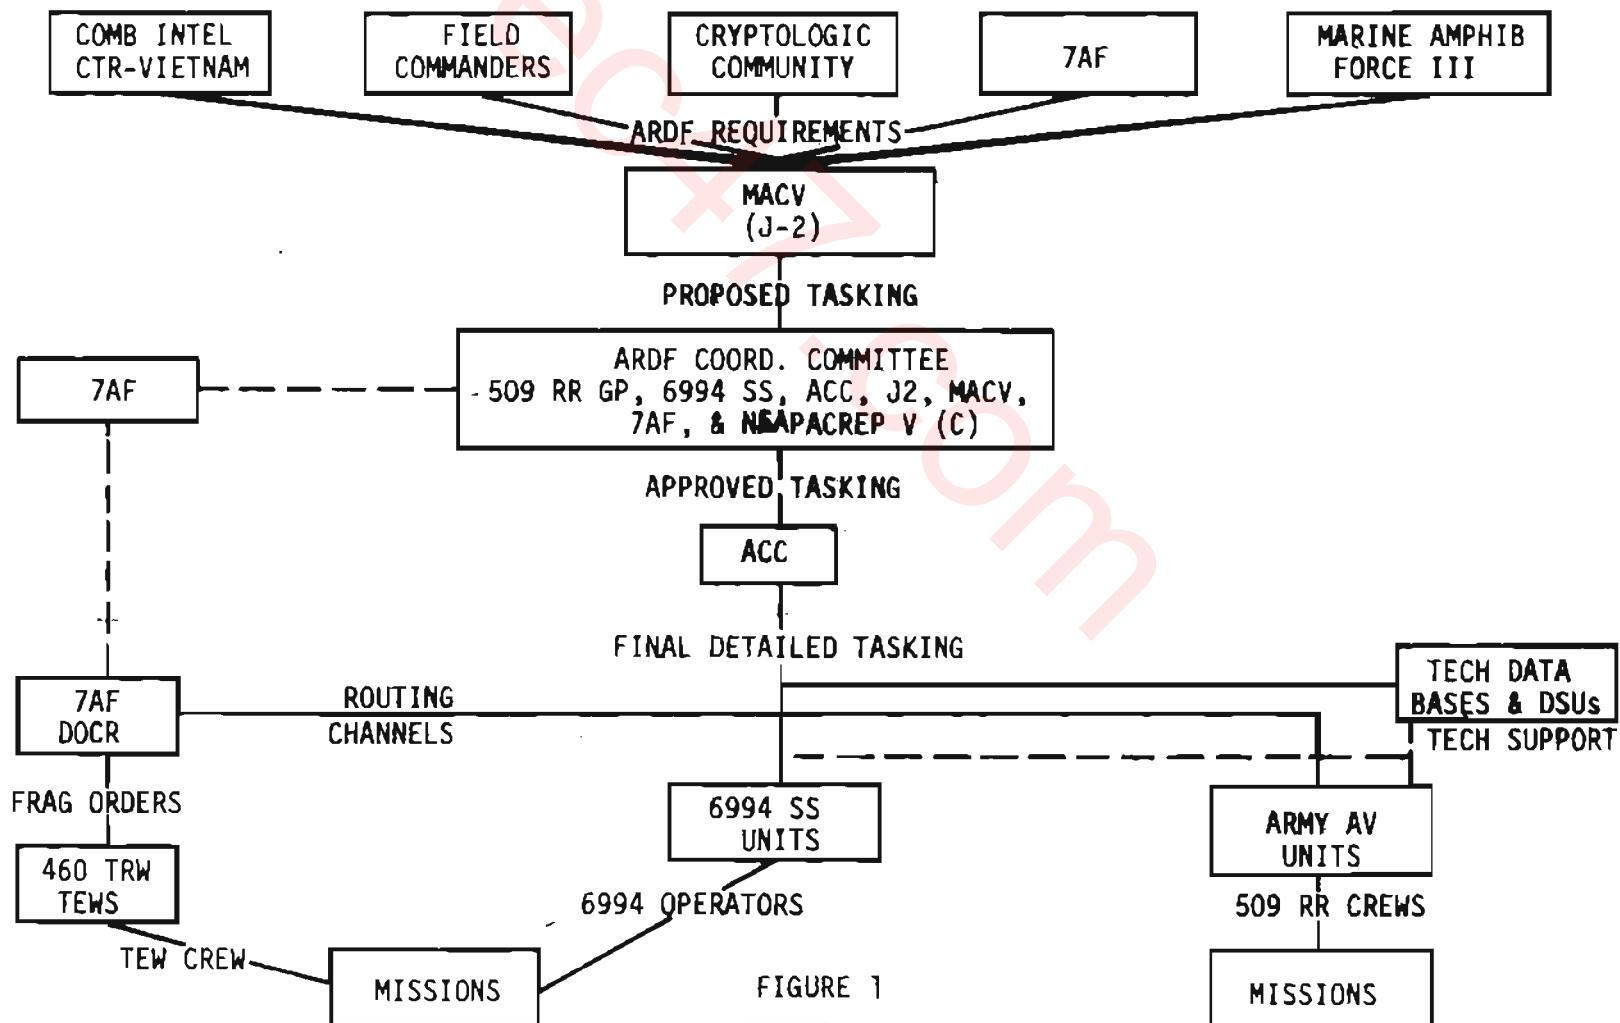 COMB INTEL
CTR-VIETNAM
FIELD
COMMANDERS
CRYPTOLOGIC
COMMUNITY
7AF
MARINE AMPHIB
FORCE III
ARDF REQUIREMENTS
MACV
(J-2)
PROPOSED TASKING
7AF
ARDF COORD. COMMITTEE
509 RR GP, 6994 SS, ACC, J2, MACV,
7AF, & NSAPACREP V (C)
APPROVED TASKING
ACC
FINAL DETAILED TASKING
7AF
DOCR
ROUTING
CHANNELS
TECH DATA
BASES & DSUs
TECH SUPPORT
FRAG ORDERS
6994 SS
UNITS
ARMY AV
UNITS
460 TRW
TEWS
6994 OPERATORS
509 RR CREWS
TEW CREW
MISSIONS
FIGURE 1
MISSIONS
ec47.com